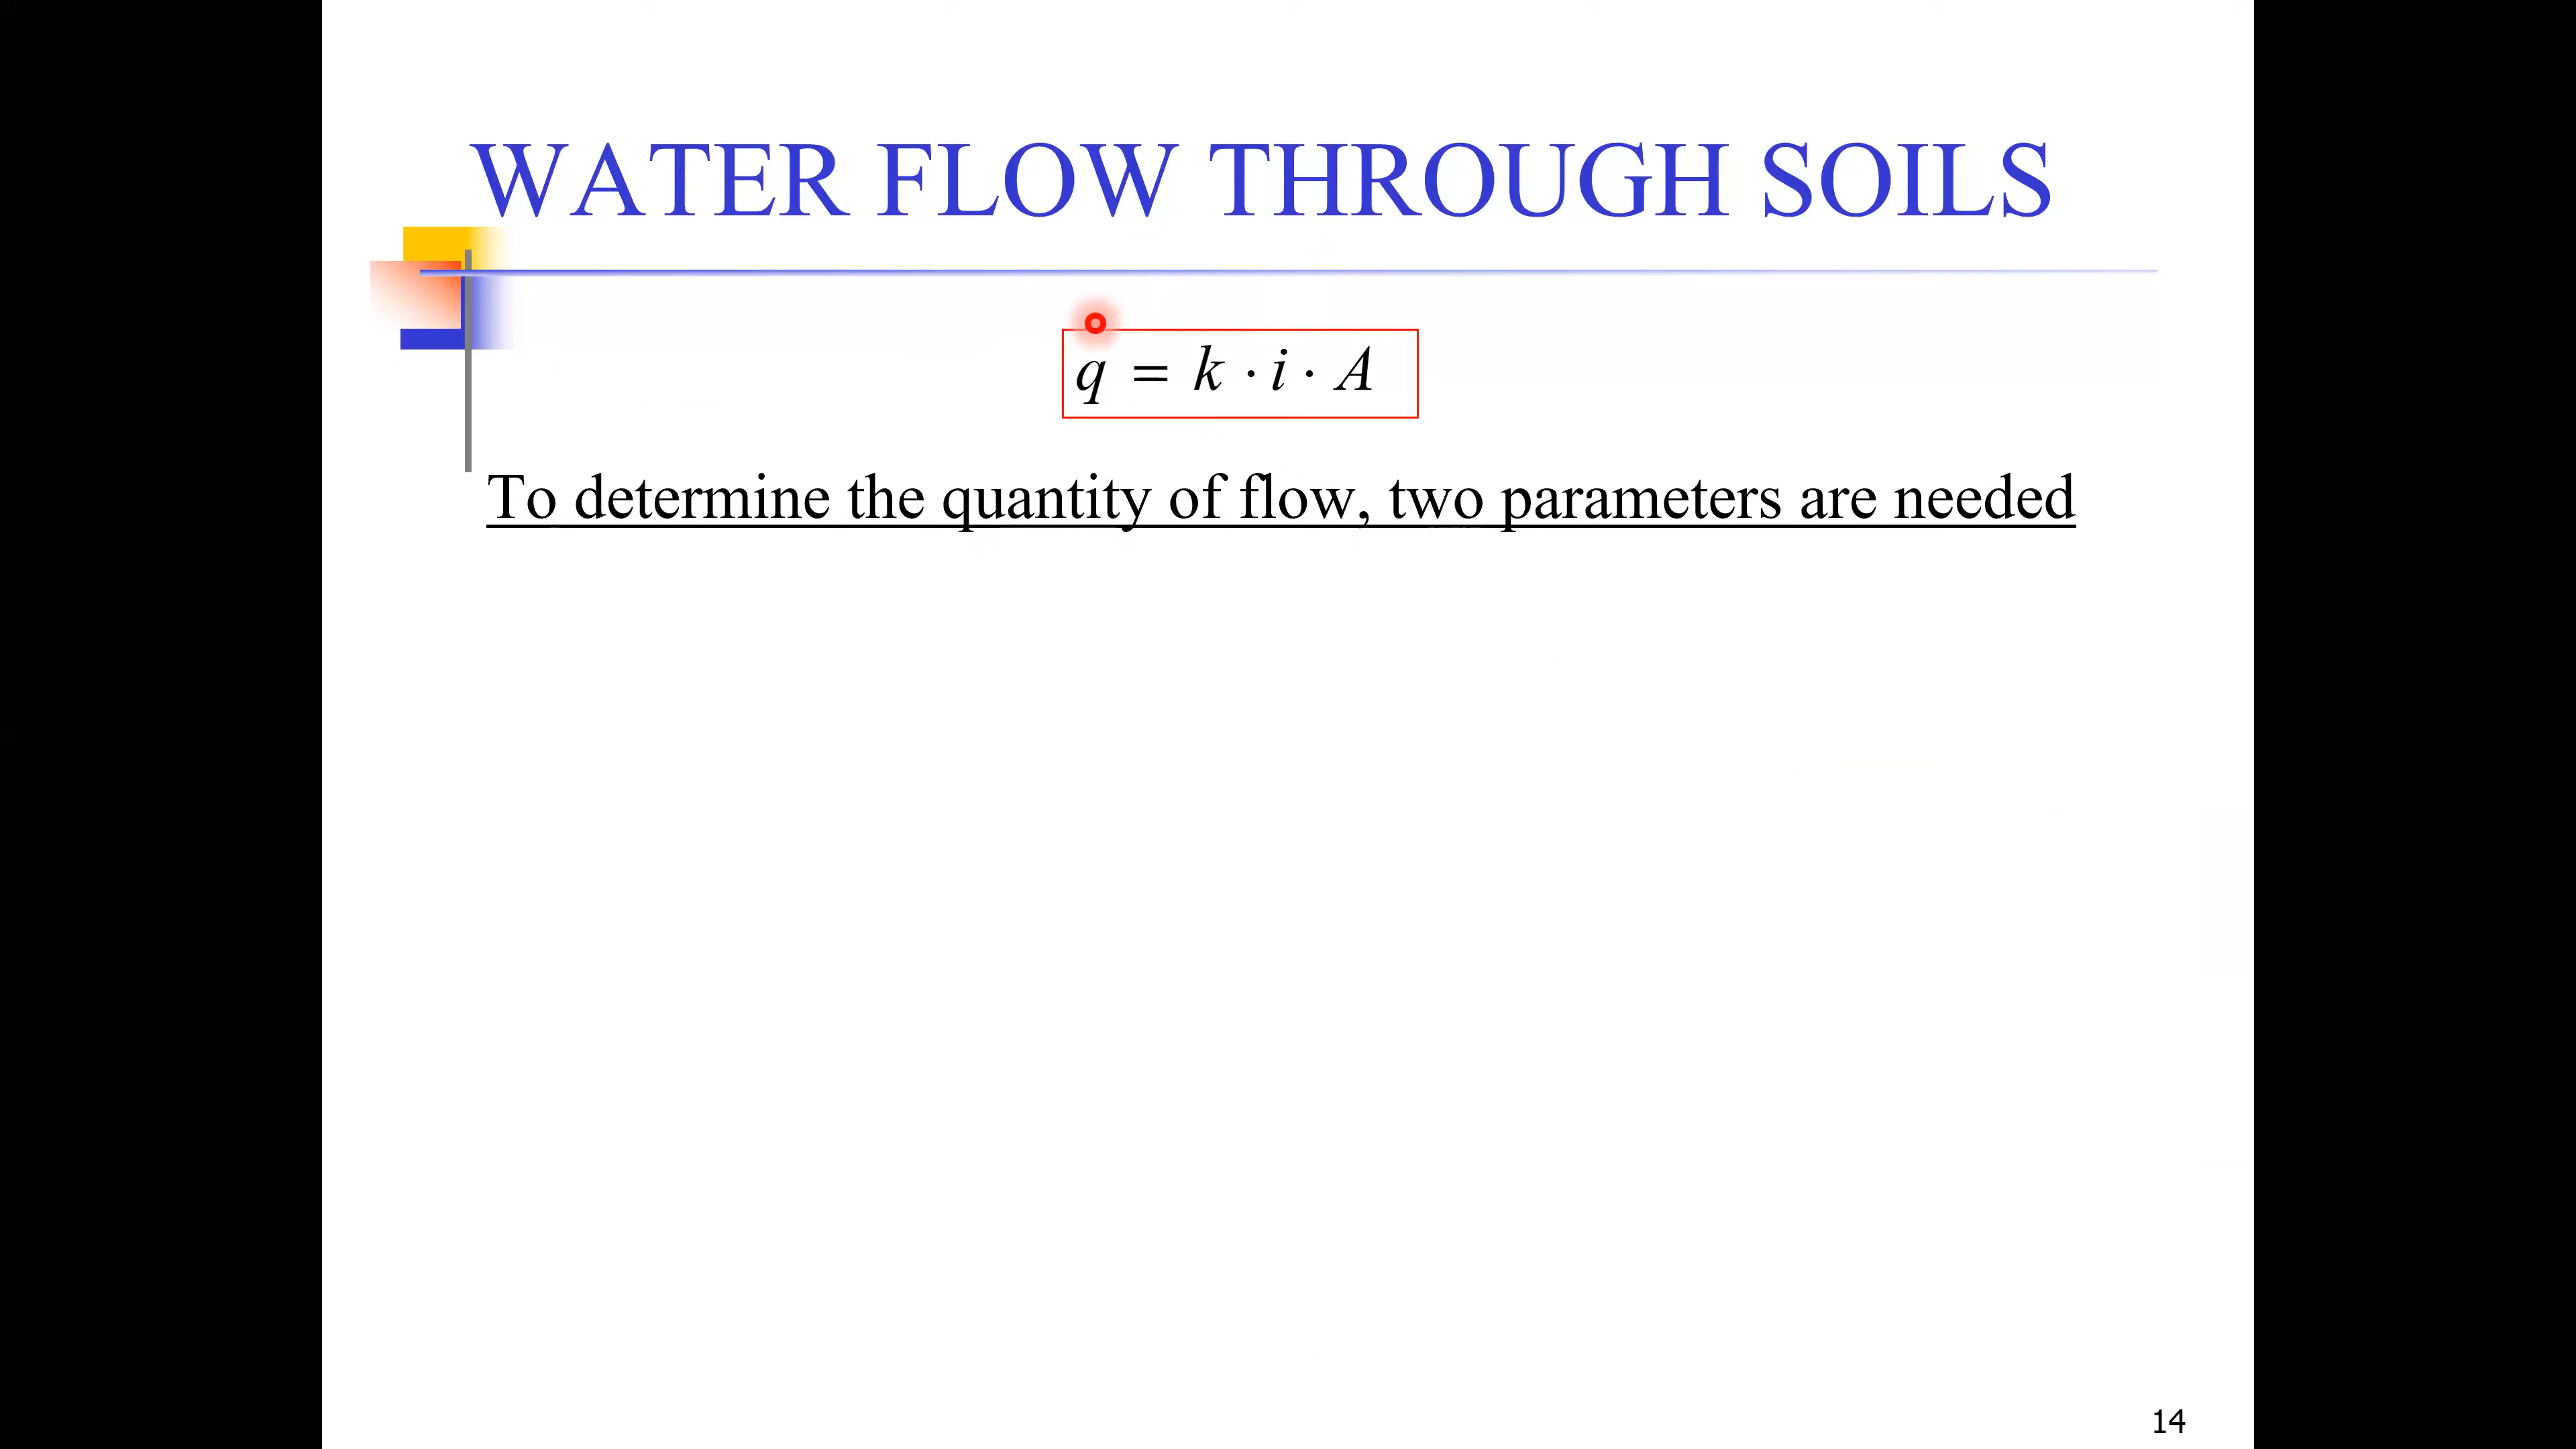 WATER FLOW THROUGH SOILS
q = k · i · A
To determine the quantity of flow, two parameters are needed
14